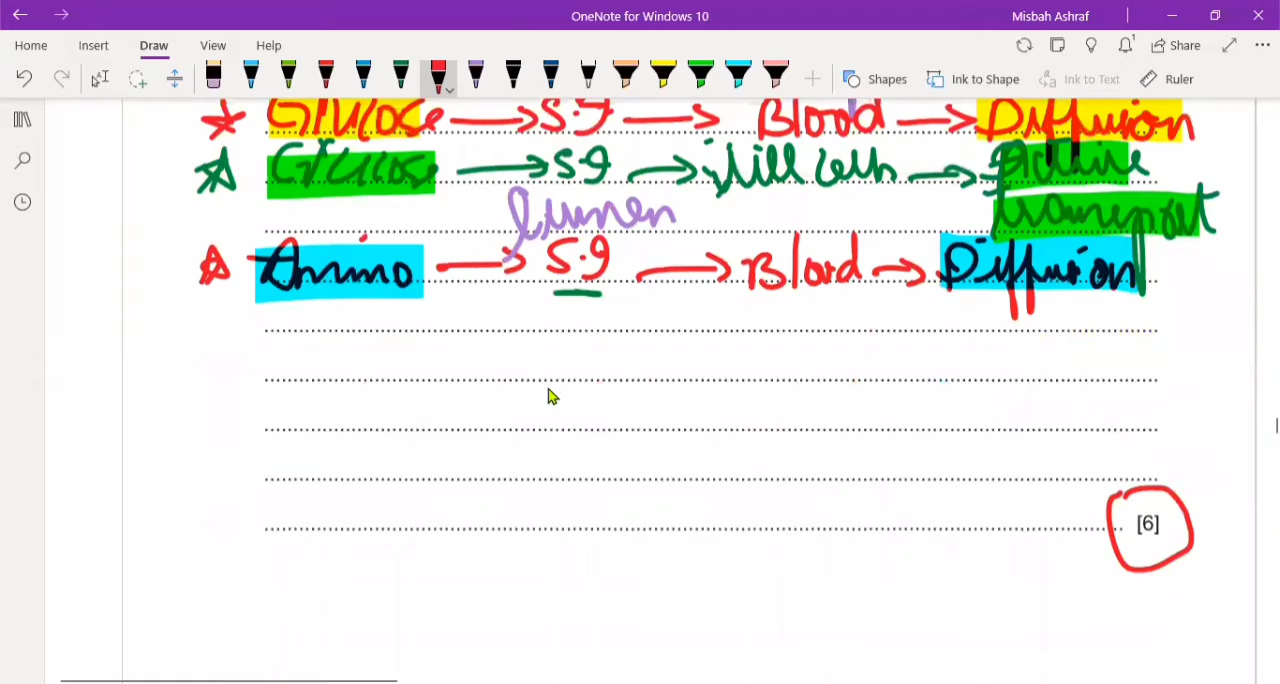 OneNote for Windows 10
Misbah Ashraf
Home Insert Draw View Help
Share
Shapes Ink to Shape Ink to Text Ruler
Glucose → S.I → Blood → Diffusion
Glucose → S.I → villi cells → Active
lumen transport
Amino → S.I → Blood → Diffusion
[6]